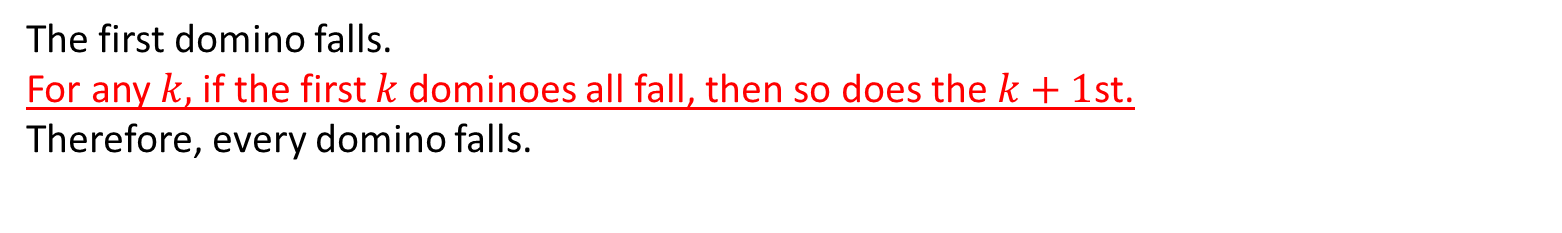 The first domino falls.
For any k, if the first k dominoes all fall, then so does the k + 1st.
Therefore, every domino falls.